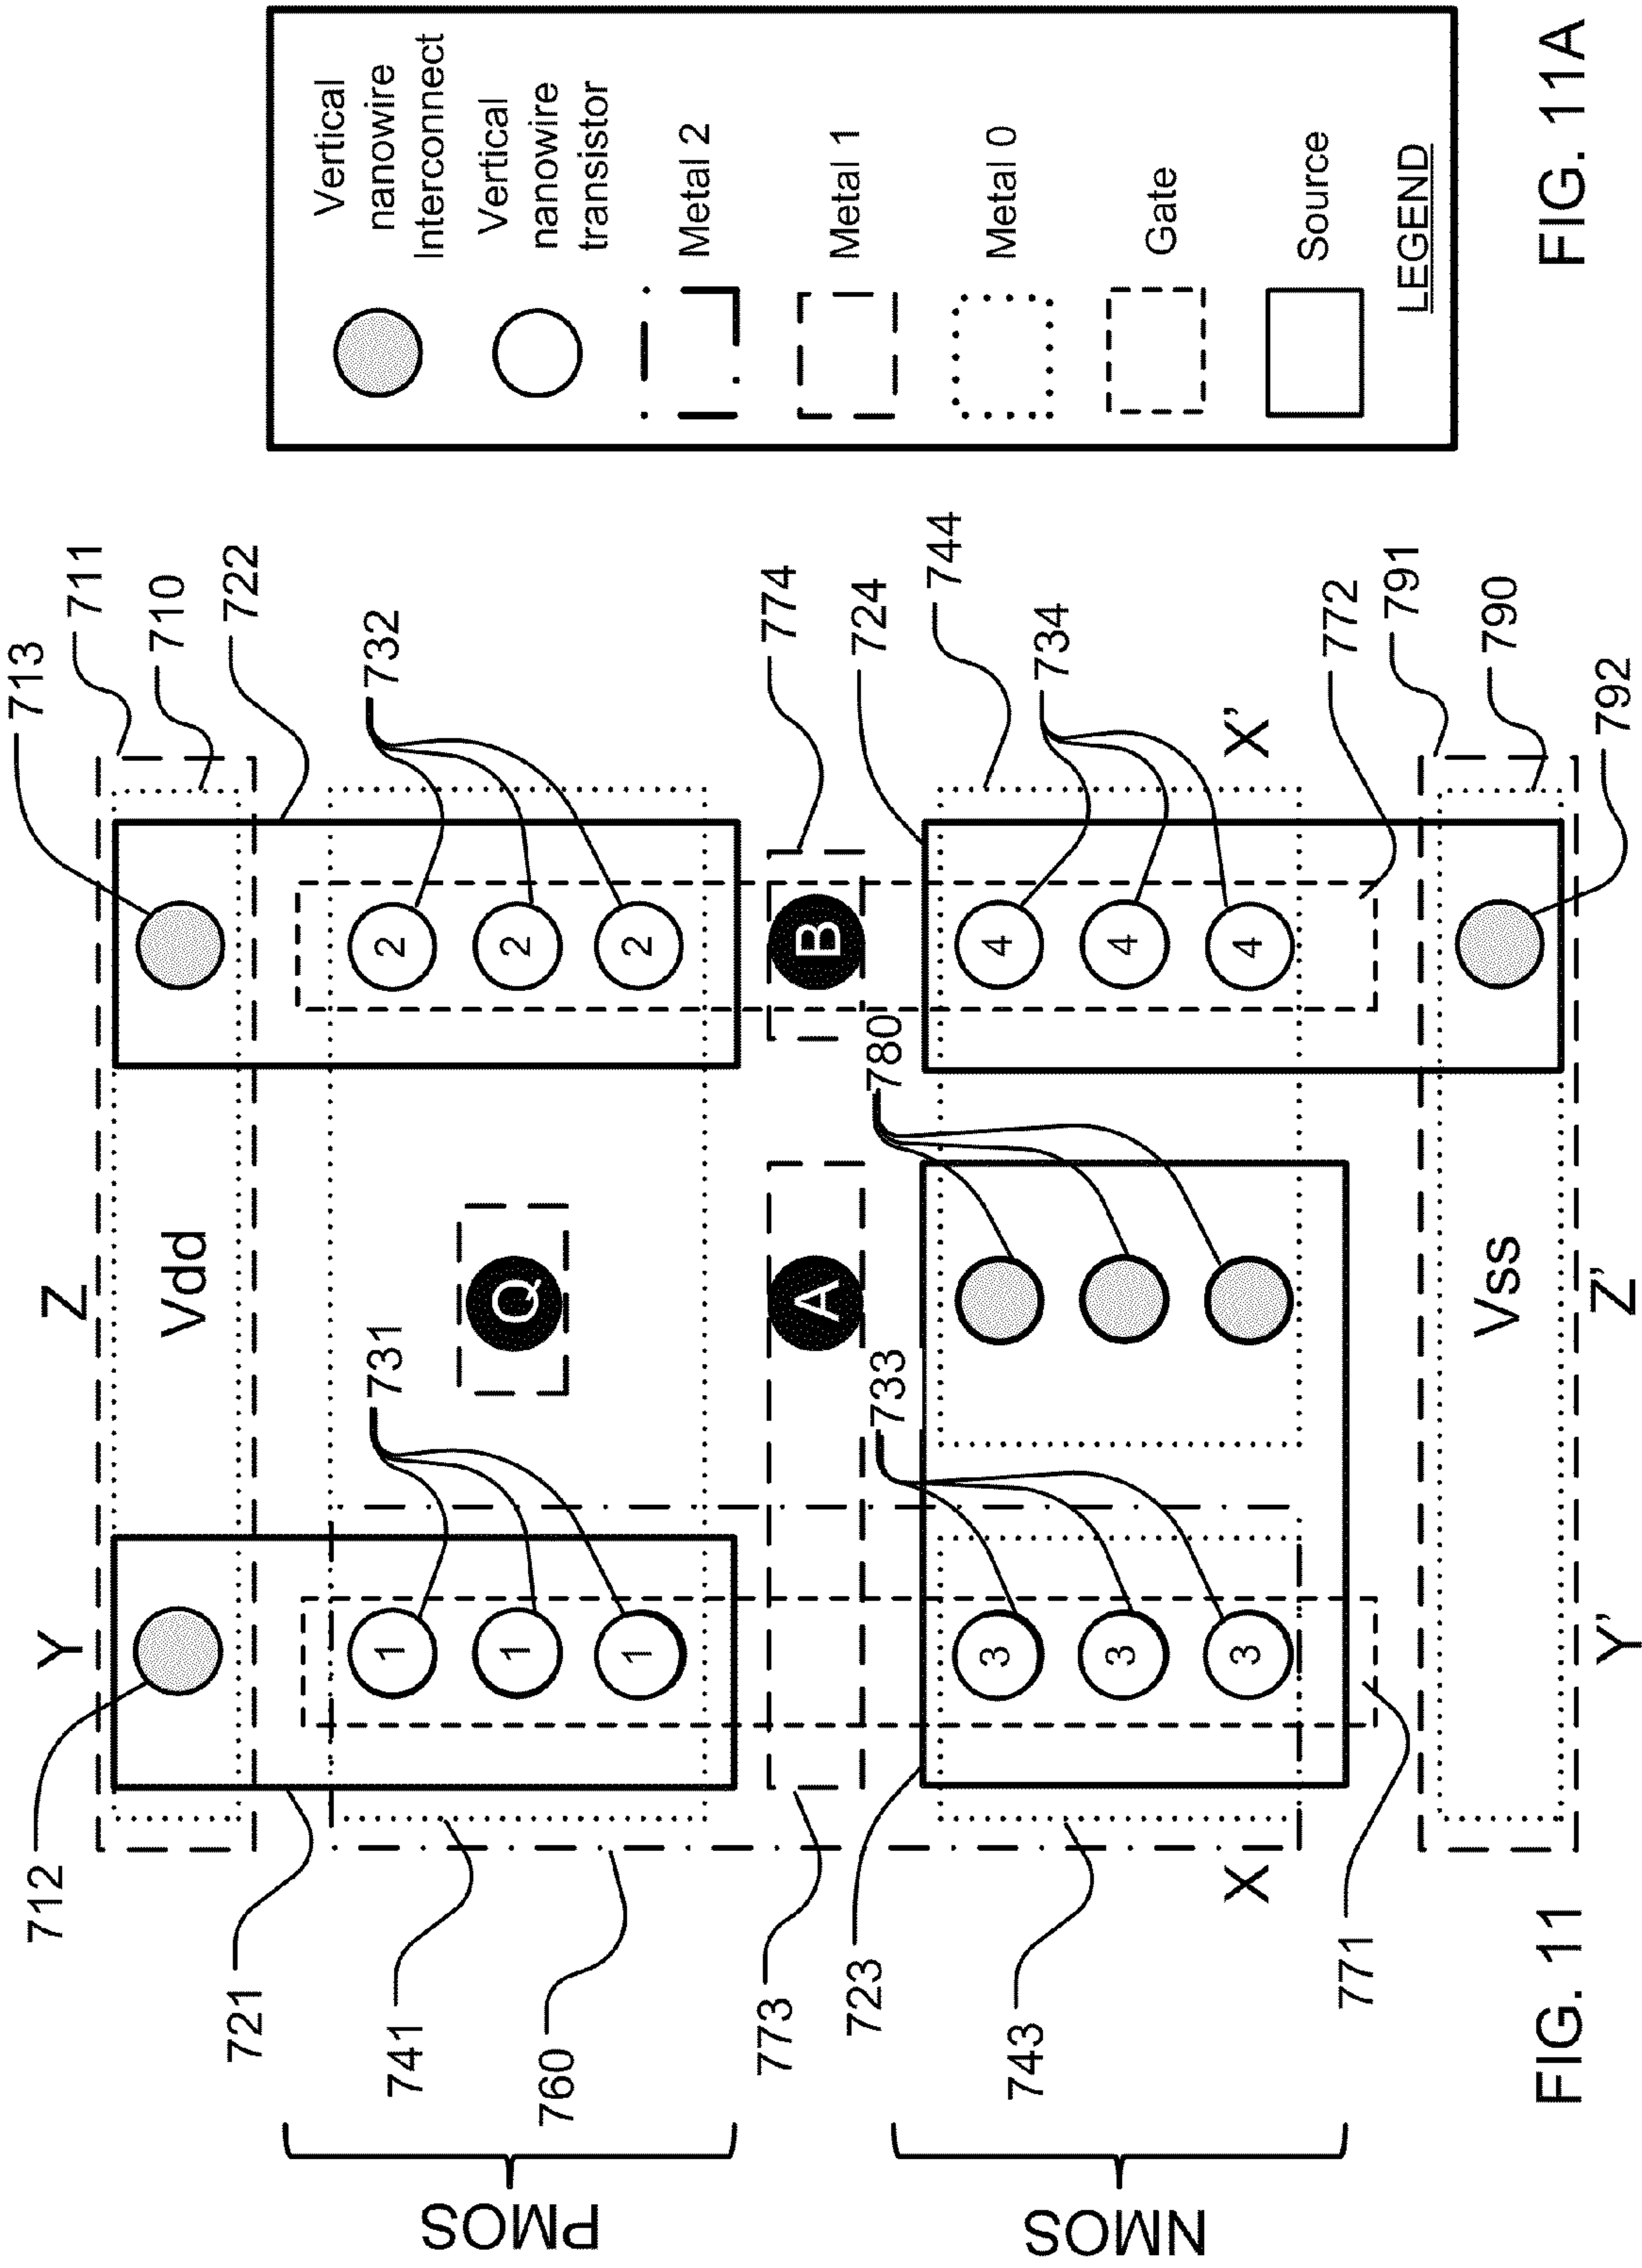 712
Y
Z
713
711
710
Vdd
721
722
741
731
732
1 1 1
Q
2 2 2
PMOS
760
773
A
B
774
723
733
780
724
744
743
3 3 3
4 4 4
734
NMOS
X
X'
771
772
791
Vss
790
792
Y'
Z'
FIG. 11
Vertical
nanowire
Interconnect
Vertical
nanowire
transistor
Metal 2
Metal 1
Metal 0
Gate
Source
LEGEND
FIG. 11A